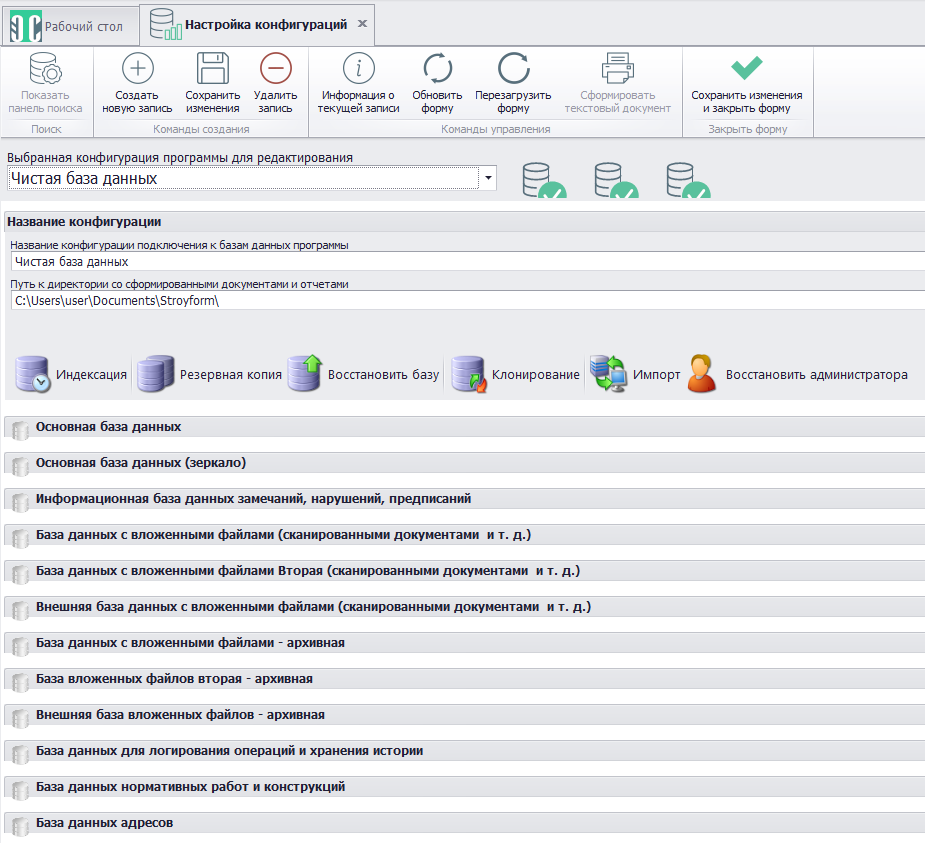 Рабочий стол
Настройка конфигураций
Показать
панель поиска
Поиск
Создать
новую запись
Сохранить
изменения
Удалить
запись
Команды создания
Информация о
текущей записи
Обновить
форму
Перезагрузить
форму
Сформировать
текстовый документ
Команды управления
Сохранить изменения
и закрыть форму
Закрыть форму
Выбранная конфигурация программы для редактирования
Чистая база данных
Название конфигурации
Название конфигурации подключения к базам данных программы
Чистая база данных
Путь к директории со сформированными документами и отчетами
C:\Users\user\Documents\Stroyform\
Индексация
Резервная копия
Восстановить базу
Клонирование
Импорт
Восстановить администратора
Основная база данных
Основная база данных (зеркало)
Информационная база данных замечаний, нарушений, предписаний
База данных с вложенными файлами (сканированными документами и т. д.)
База данных с вложенными файлами Вторая (сканированными документами и т. д.)
Внешняя база данных с вложенными файлами (сканированными документами и т. д.)
База данных с вложенными файлами - архивная
База вложенных файлов вторая - архивная
Внешняя база вложенных файлов - архивная
База данных для логирования операций и хранения истории
База данных нормативных работ и конструкций
База данных адресов